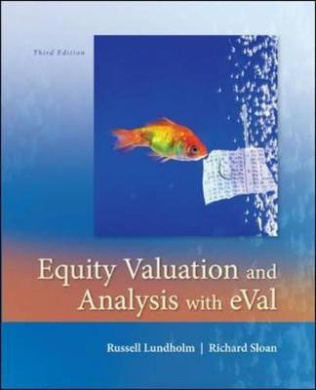 Third Edition
Equity Valuation and
Analysis with eVal
Russell Lundholm | Richard Sloan